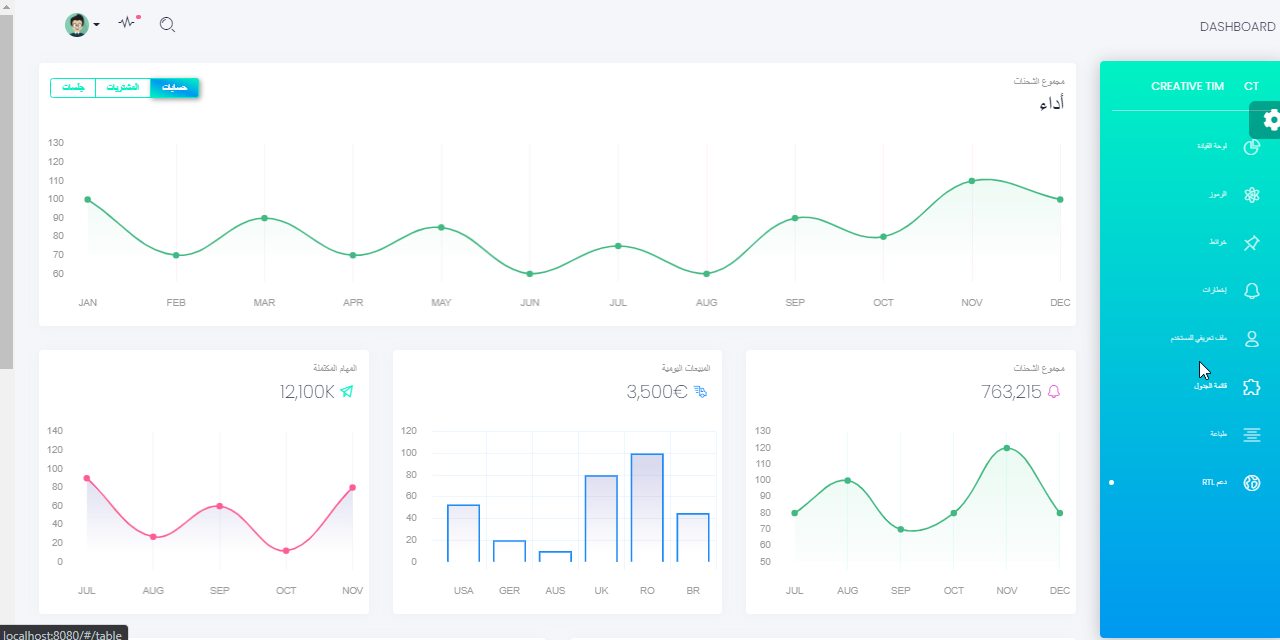 DASHBOARD
CREATIVE TIM CT
لوحة القيادة
الرموز
خرائط
إخطارات
ملف تعريفي للمستخدم
قائمة الجدول
طباعة
دعم RTL
مجموع الشحنات
أداء
حسابات
المشتريات
جلسات
130
120
110
100
90
80
70
60
JAN FEB MAR APR MAY JUN JUL AUG SEP OCT NOV DEC
مجموع الشحنات
763,215
130
120
110
100
90
80
70
60
50
JUL AUG SEP OCT NOV DEC
المبيعات اليومية
3,500€
120
100
80
60
40
20
0
USA GER AUS UK RO BR
المهام المكتملة
12,100K
140
120
100
80
60
40
20
0
JUL AUG SEP OCT NOV
localhost:8080/#/table